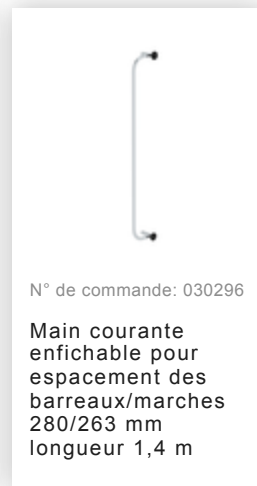 N° de commande: 030296
Main courante
enfichable pour
espacement des
barreaux/marches
280/263 mm
longueur 1,4 m